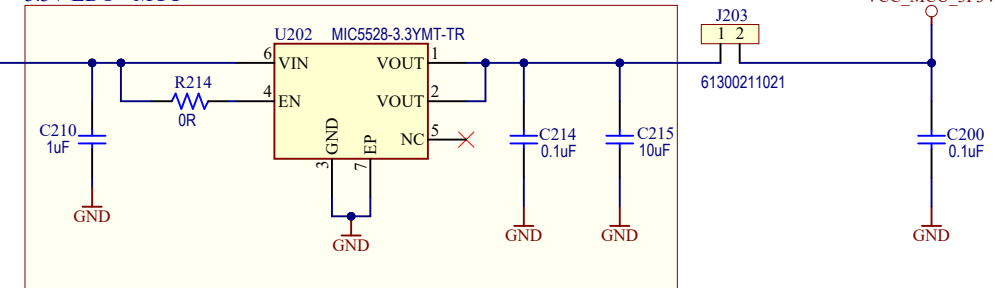 J203
1 2
61300211021
U202 MIC5528-3.3YMT-TR
6 VIN VOUT 1
R214
4 EN VOUT 2
0R
C210
1uF
GND
EP
NC 5
3
7
C214
0.1uF
C215
10uF
C200
0.1uF
GND
GND
GND
GND
GND